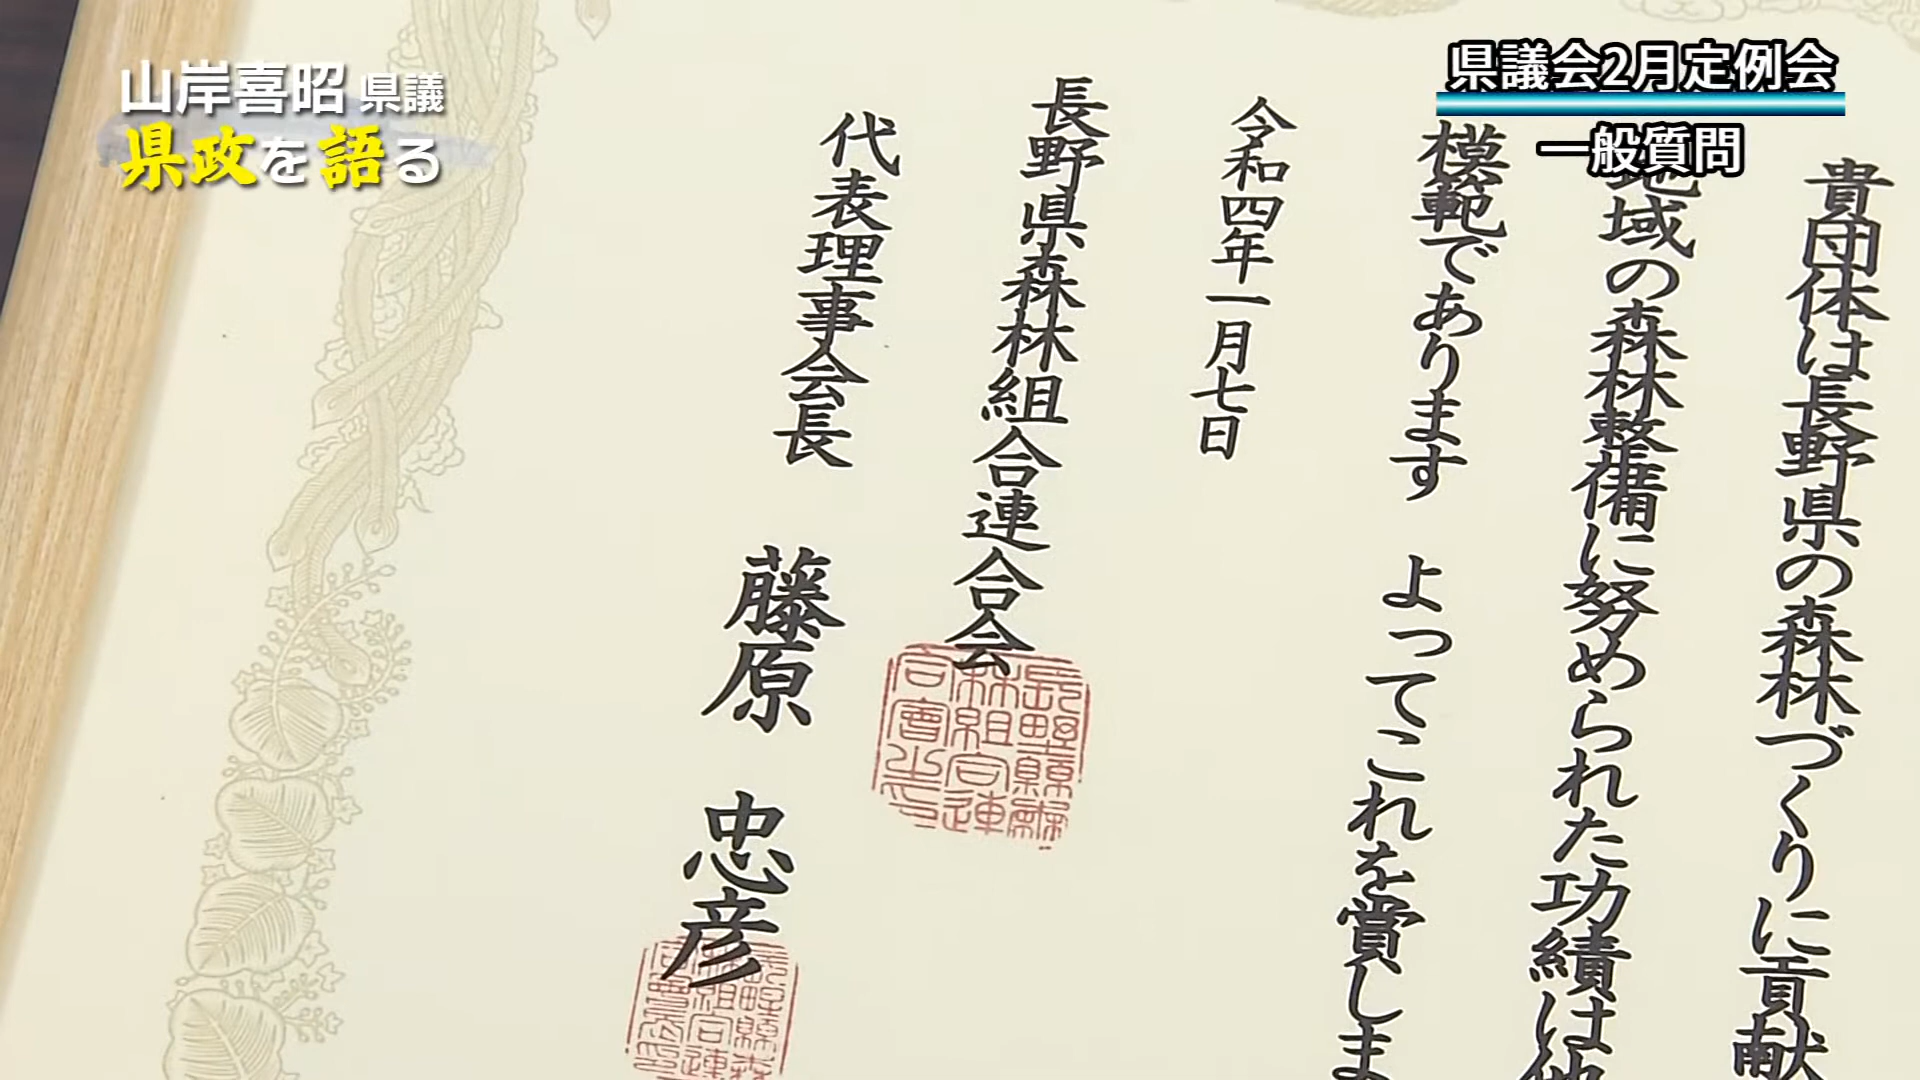 山岸喜昭 県議
県政を語る
県議会2月定例会
一般質問
貴団体は長野県の森林づくりに貢献
地域の森林整備に努められた功績は他
模範であります よってこれを賞しま
令和四年一月七日
長野県森林組合連合会
代表理事会長 藤原 忠彦